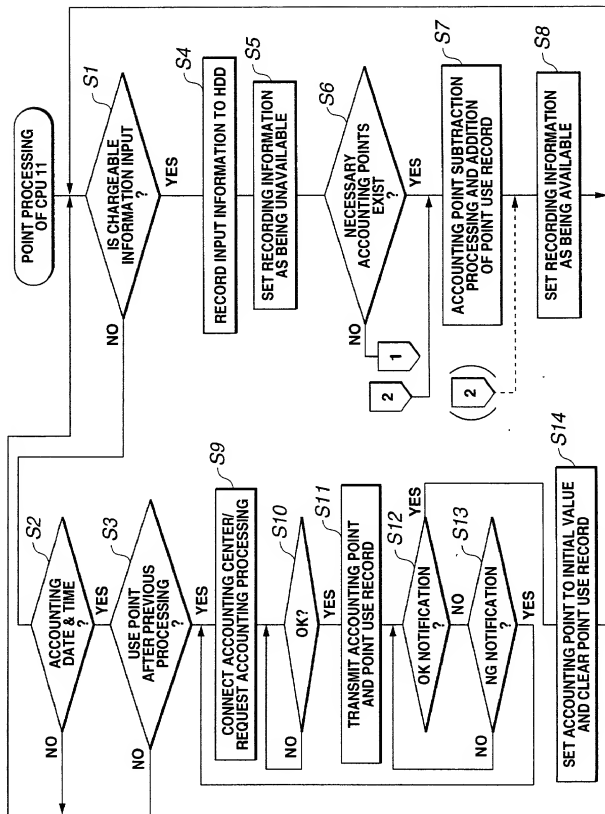 POINT PROCESSING
OF CPU 11
S1
IS CHARGEABLE
INFORMATION INPUT
?
NO
YES
S4
RECORD INPUT INFORMATION TO HDD
S5
SET RECORDING INFORMATION
AS BEING UNAVAILABLE
S6
NECESSARY
ACCOUNTING POINTS
EXIST
?
NO
YES
1
2
S7
ACCOUNTING POINT SUBTRACTION
PROCESSING AND ADDITION
OF POINT USE RECORD
(2)
S8
SET RECORDING INFORMATION
AS BEING AVAILABLE
S2
ACCOUNTING
DATE & TIME
?
NO
YES
S3
USE POINT
AFTER PREVIOUS
PROCESSING
?
NO
YES
S9
CONNECT ACCOUNTING CENTER/
REQUEST ACCOUNTING PROCESSING
S10
OK?
NO
YES
S11
TRANSMIT ACCOUNTING POINT
AND POINT USE RECORD
S12
OK NOTIFICATION
?
YES
NO
S13
NG NOTIFICATION
?
NO
YES
S14
SET ACCOUNTING POINT TO INITIAL VALUE
AND CLEAR POINT USE RECORD